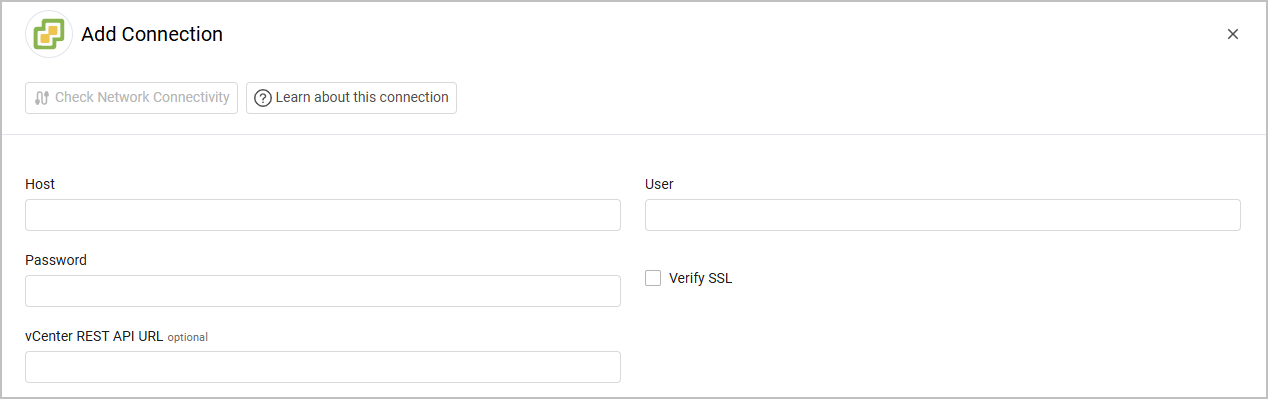 Add Connection
Check Network Connectivity
Learn about this connection
Host
User
Password
Verify SSL
vCenter REST API URL optional